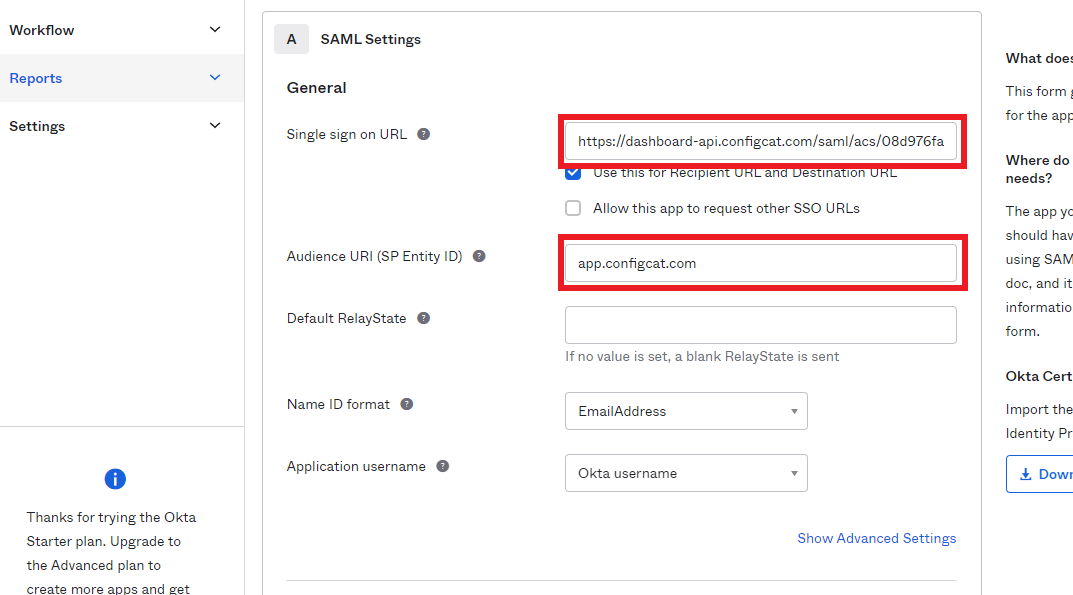 Workflow
Reports
Settings
Thanks for trying the Okta
Starter plan. Upgrade to
the Advanced plan to
create more apps and get
A SAML Settings
General
Single sign on URL ?
https://dashboard-api.configcat.com/saml/acs/08d976fa
Use this for Recipient URL and Destination URL
Allow this app to request other SSO URLs
Audience URI (SP Entity ID) ?
app.configcat.com
Default RelayState ?
If no value is set, a blank RelayState is sent
Name ID format ?
EmailAddress
Application username ?
Okta username
Show Advanced Settings
What does
This form
for the app
Where do
needs?
The app
should
using SAM
doc, and it
form.
Okta Cert
Import the
Identity